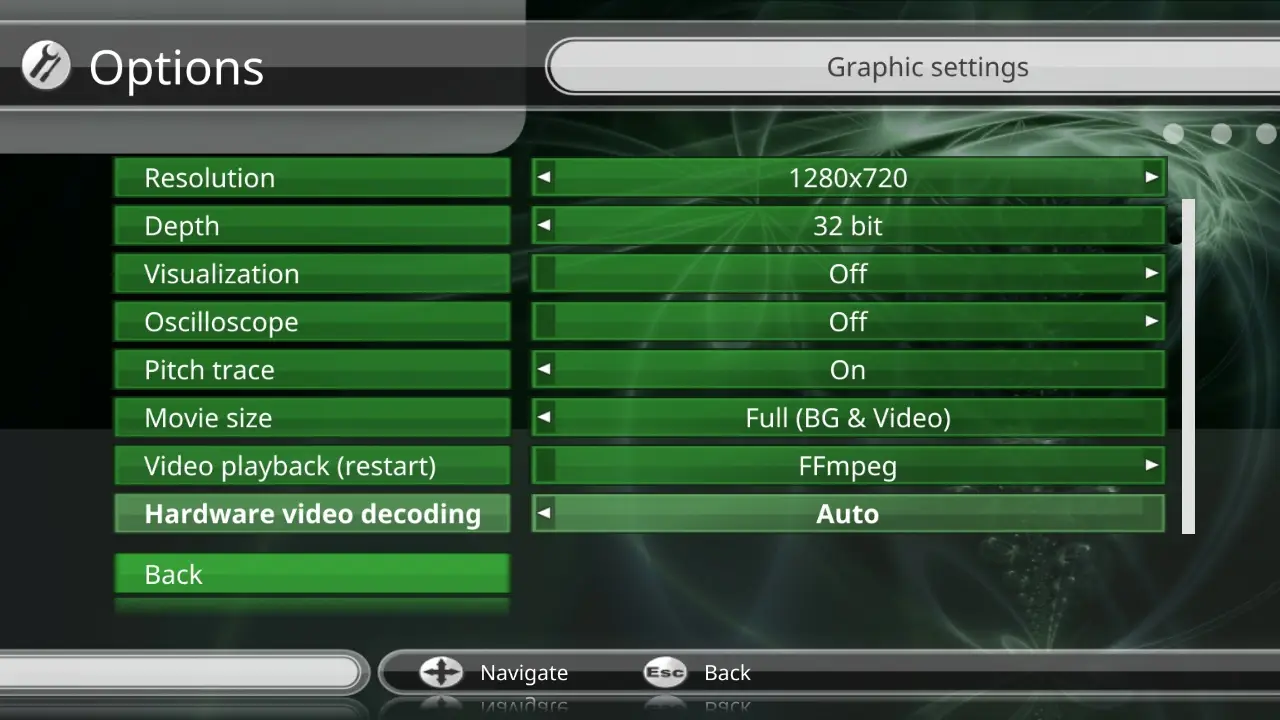 Options
Graphic settings
Resolution 1280x720
Depth 32 bit
Visualization Off
Oscilloscope Off
Pitch trace On
Movie size Full (BG & Video)
Video playback (restart) FFmpeg
Hardware video decoding Auto
Back
Esc
Navigate Back